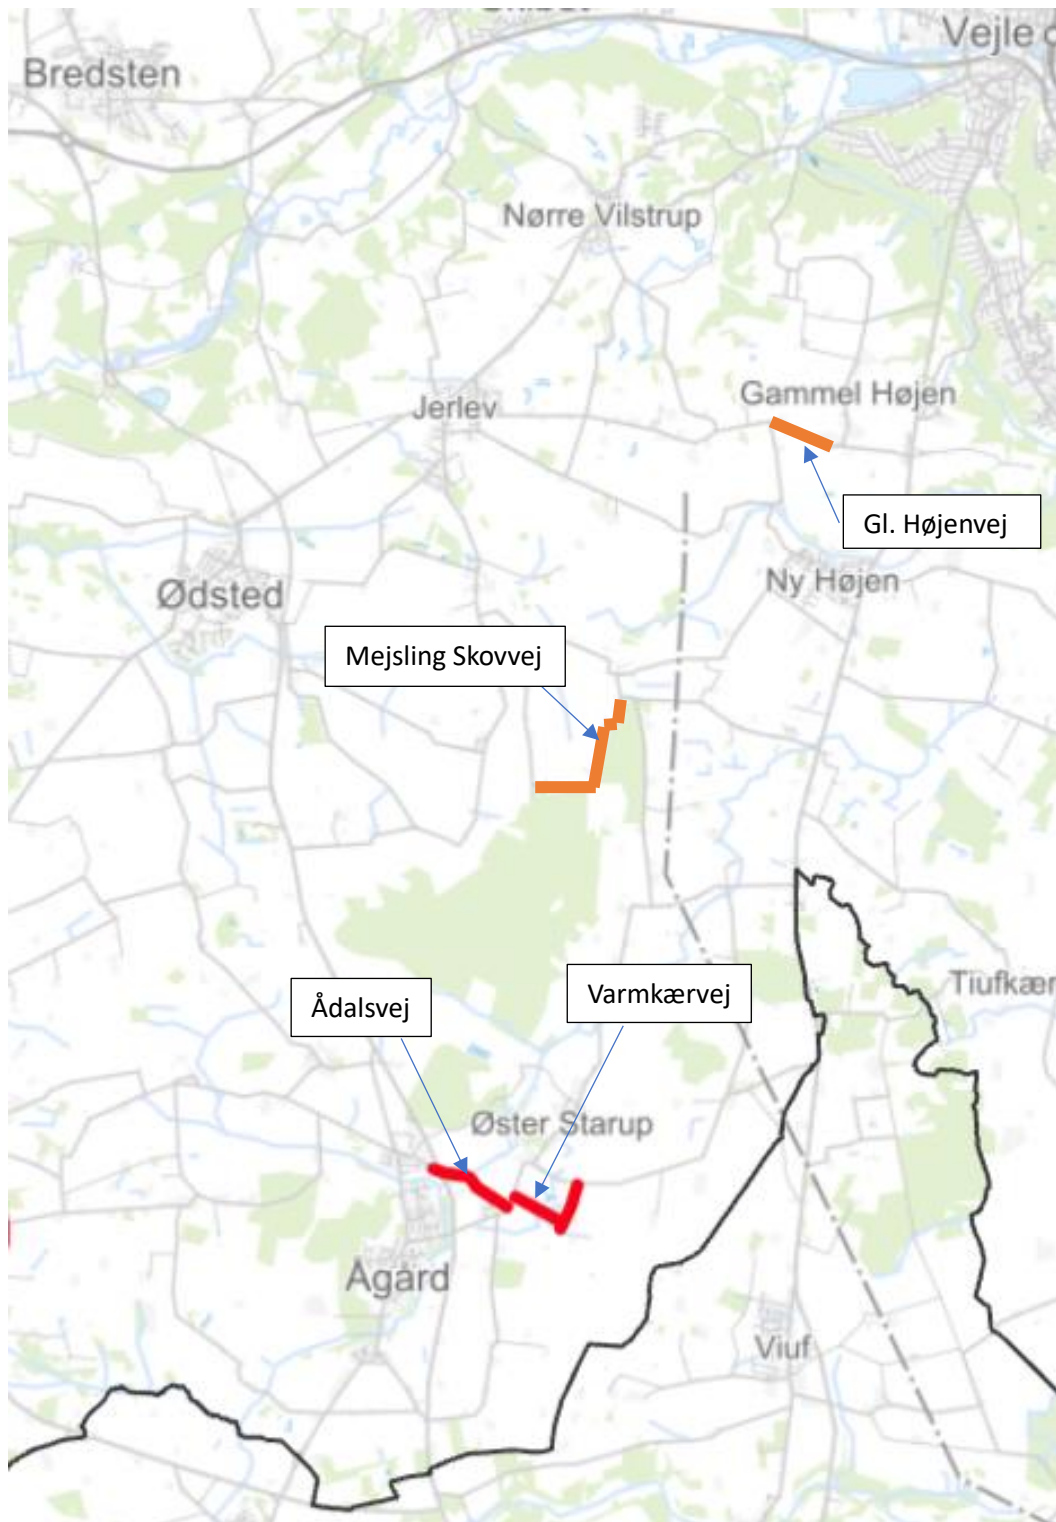 Vejle
Bredsten
Nørre Vilstrup
Gammel Højen
Jerlev
Gl. Højenvej
Ny Højen
Ødsted
Mejsling Skovvej
Tiufkær
Varmkærvej
Ådalsvej
Øster Starup
Ågård
Viuf